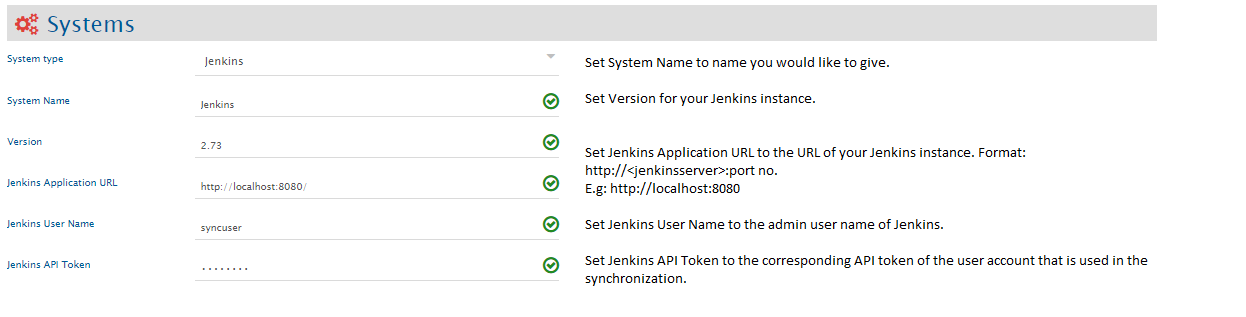 Systems
System type
Jenkins
Set System Name to name you would like to give.
System Name
Jenkins
Set Version for your Jenkins instance.
Version
2.73
Set Jenkins Application URL to the URL of your Jenkins instance. Format:
http://<jenkinsserver>:port no.
E.g: http://localhost:8080
Jenkins Application URL
http://localhost:8080/
Jenkins User Name
syncuser
Set Jenkins User Name to the admin user name of Jenkins.
Jenkins API Token
........
Set Jenkins API Token to the corresponding API token of the user account that is used in the
synchronization.